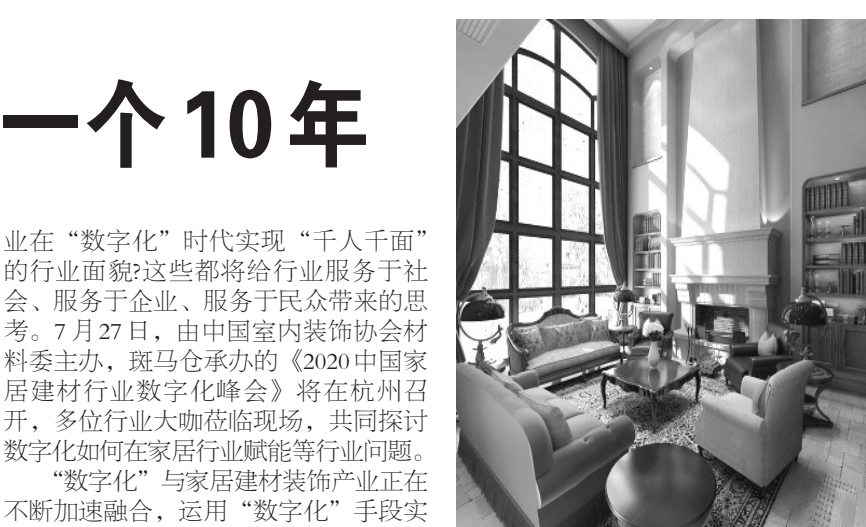 一个10年
业在“数字化”时代实现“千人千面”
的行业面貌?这些都将给行业服务于社
会、服务于企业、服务于民众带来的思
考。7月27日，由中国室内装饰协会材
料委主办，斑马仓承办的《2020中国家
居建材行业数字化峰会》将在杭州召
开，多位行业大咖莅临现场，共同探讨
数字化如何在家居行业赋能等行业问题。
“数字化”与家居建材装饰产业正在
不断加速融合，运用“数字化”手段实